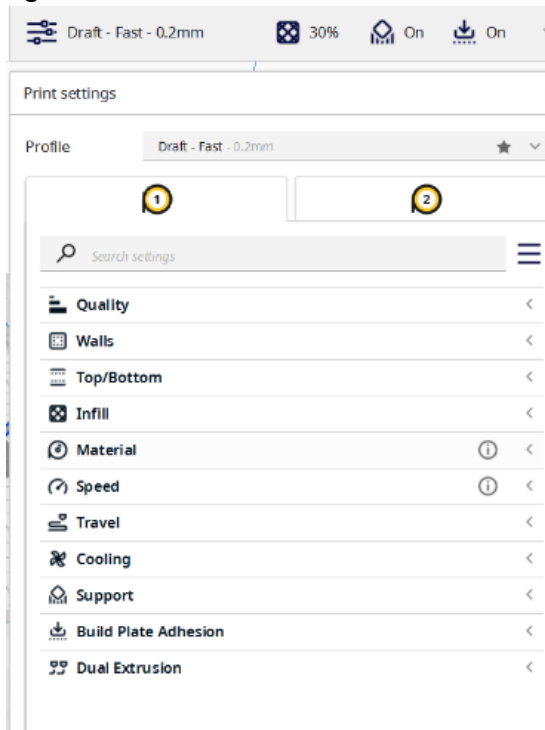 Draft - Fast - 0.2mm 30% On On
Print settings
Profile Draft - Fast - 0.2mm
1 2
Search settings
Quality
Walls
Top/Bottom
Infill
Material
Speed
Travel
Cooling
Support
Build Plate Adhesion
Dual Extrusion